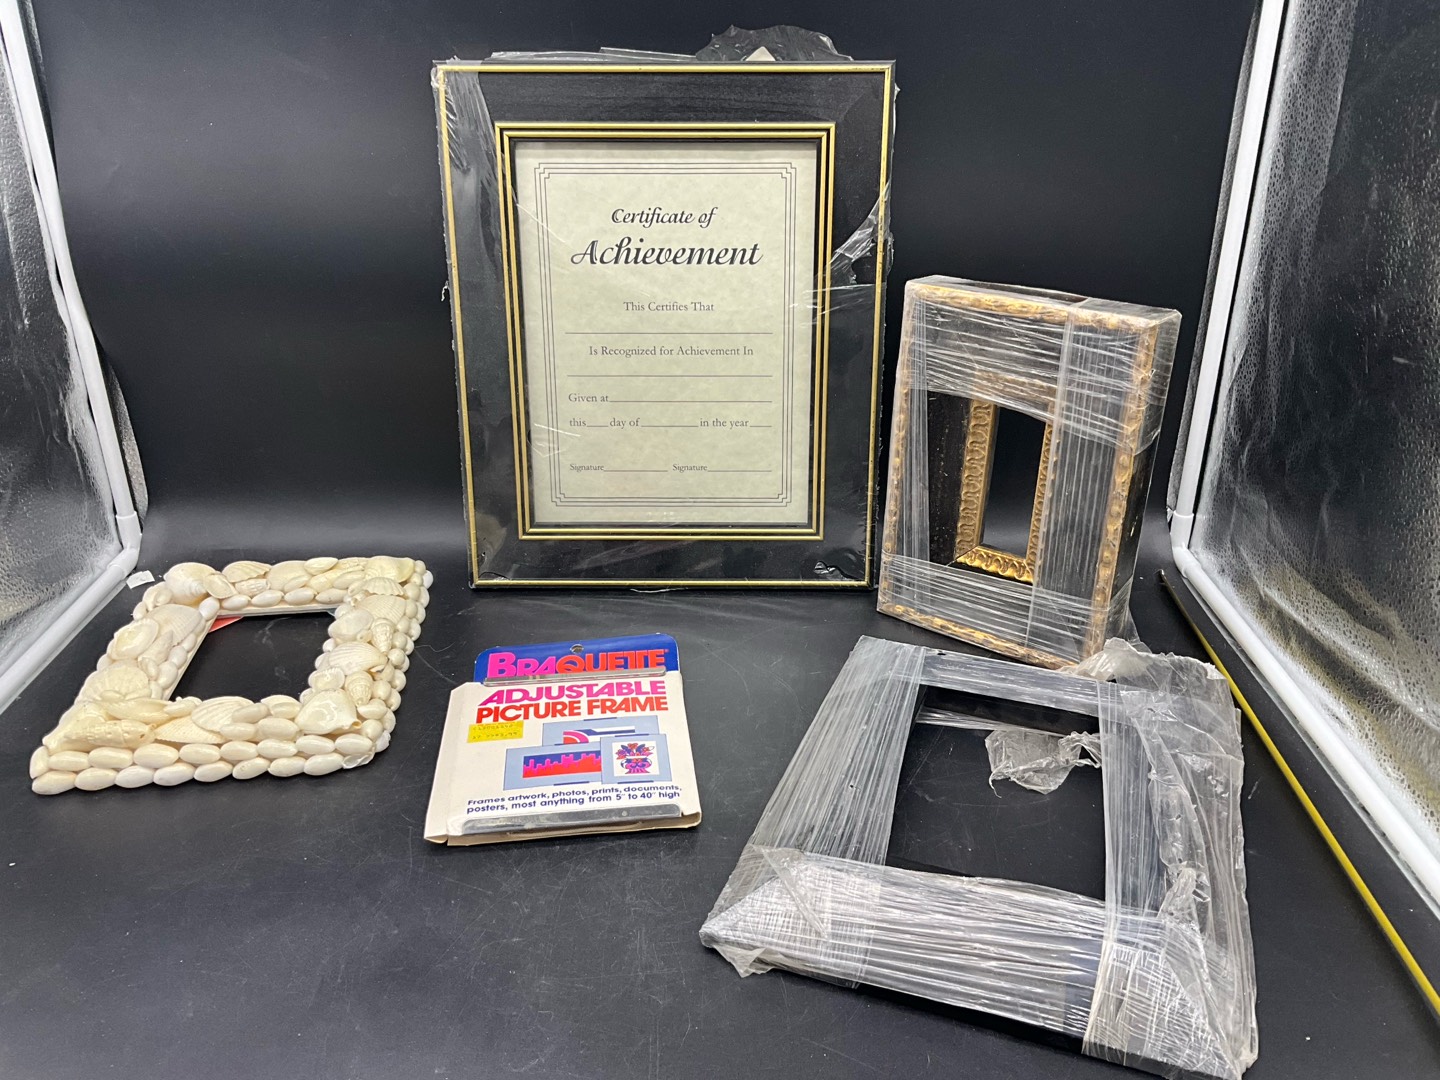 Certificate of
Achievement
This Certifies That
Is Recognized for Achievement In
Given at
this day of in the year
Signature Signature
BRAQUETTE
ADJUSTABLE
PICTURE FRAME
Frames artwork, photos, prints, documents,
posters, most anything from 5" to 40" high